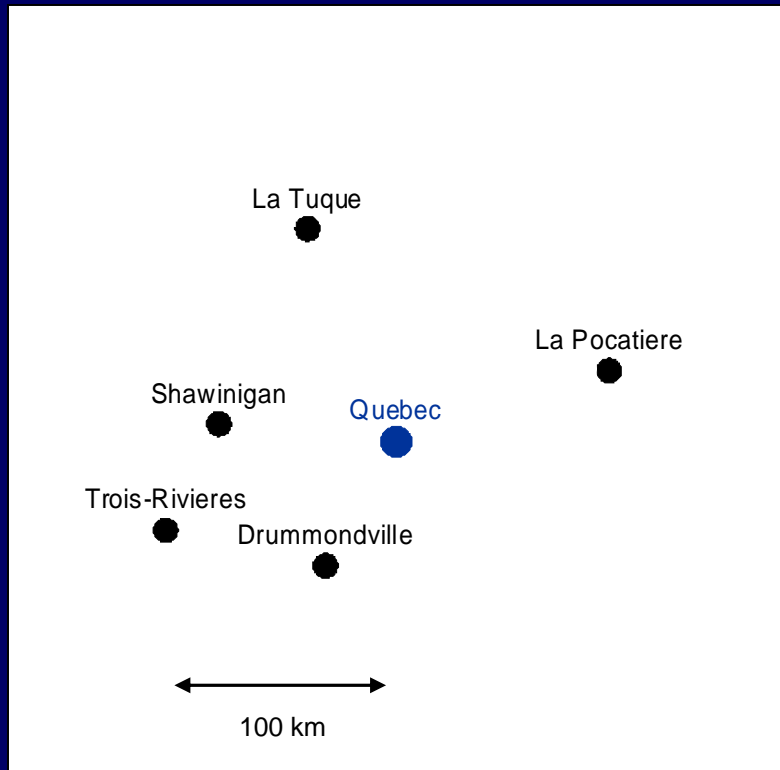 La Tuque
La Pocatiere
Shawinigan
Quebec
Trois-Rivieres
Drummondville
100 km